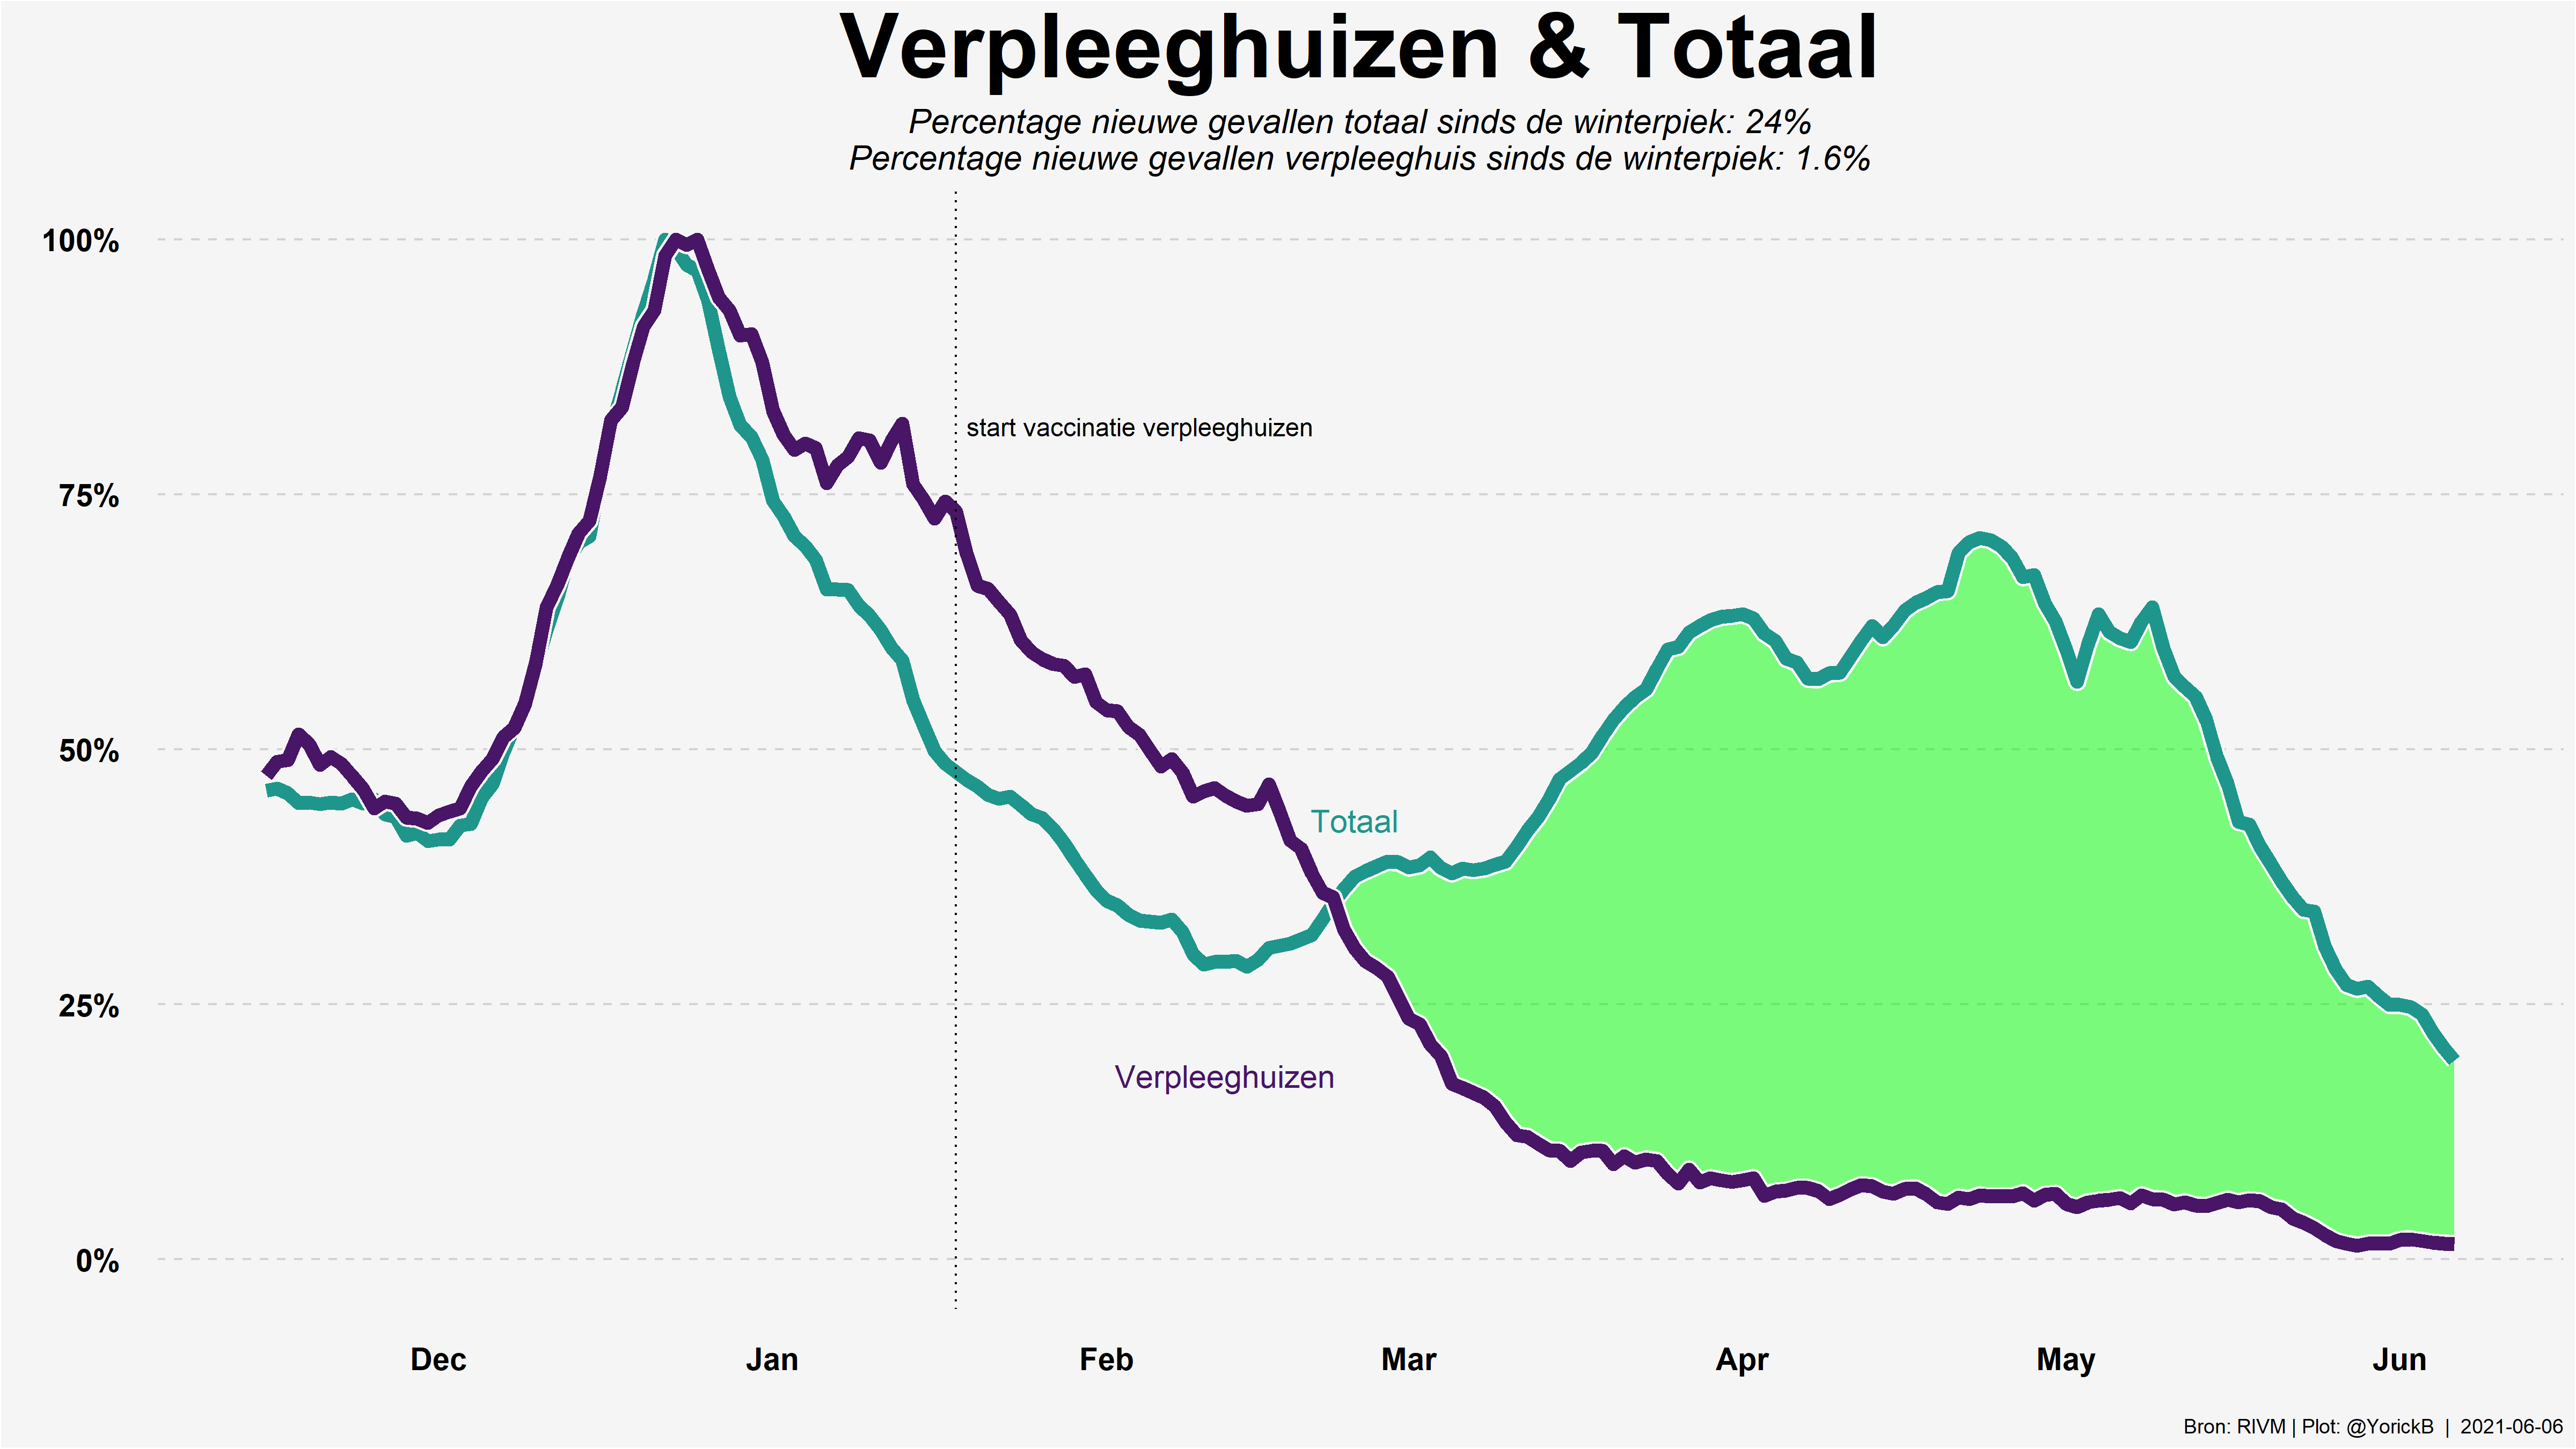 Verpleeghuizen & Totaal
Percentage nieuwe gevallen totaal sinds de winterpiek: 24%
Percentage nieuwe gevallen verpleeghuis sinds de winterpiek: 1.6%
100%
start vaccinatie verpleeghuizen
75%
50%
Totaal
25%
Verpleeghuizen
0%
Dec Jan Feb Mar Apr May Jun
Bron: RIVM | Plot: @YorickB | 2021-06-06